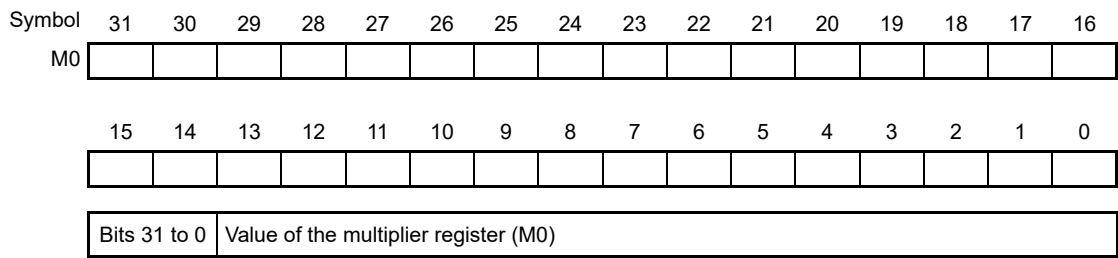 Symbol 31 30 29 28 27 26 25 24 23 22 21 20 19 18 17 16
M0
15 14 13 12 11 10 9 8 7 6 5 4 3 2 1 0
Bits 31 to 0 Value of the multiplier register (M0)